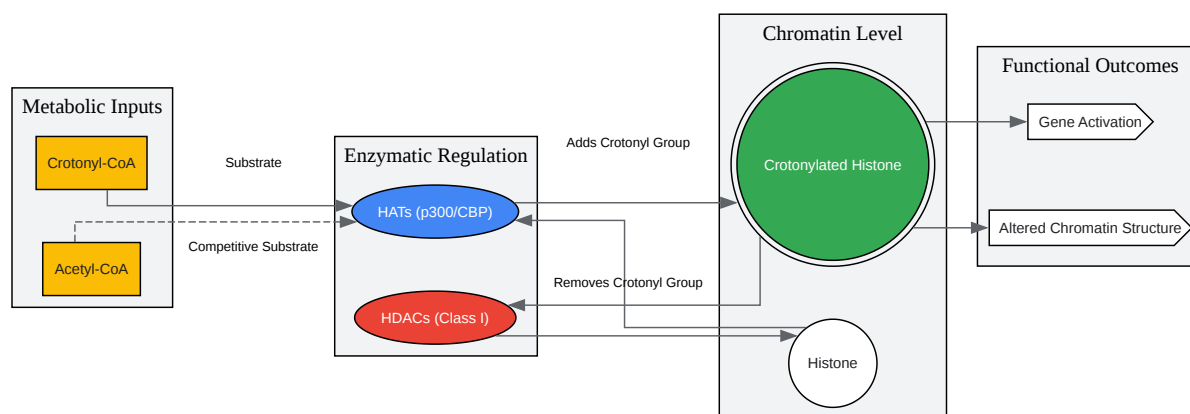 Metabolic Inputs
Crotonyl-CoA
Acetyl-CoA
Substrate
Competitive Substrate
Enzymatic Regulation
HATs (p300/CBP)
HDACs (Class I)
Adds Crotonyl Group
Removes Crotonyl Group
Chromatin Level
Crotonylated Histone
Histone
Functional Outcomes
Gene Activation
Altered Chromatin Structure